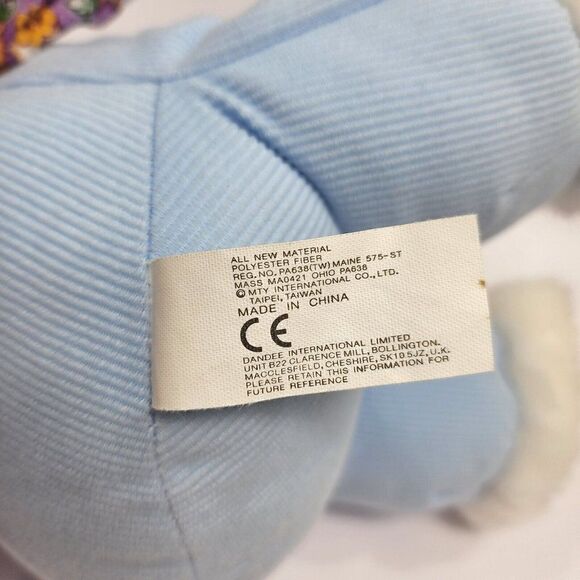 ALL NEW MATERIAL
POLYESTER FIBER
REG. NO. PA638(TW) MAINE 575-ST
MASS MA0421 OHIO PA638
© MTY INTERNATIONAL CO., LTD.
TAIPEI, TAIWAN
MADE IN CHINA
CE
DANDEE INTERNATIONAL LIMITED
UNIT B22 CLARENCE MILL, BOLLINGTON.
MACCLESFIELD, CHESHIRE, SK10 5JZ, U.K.
PLEASE RETAIN THIS INFORMATION FOR
FUTURE REFERENCE